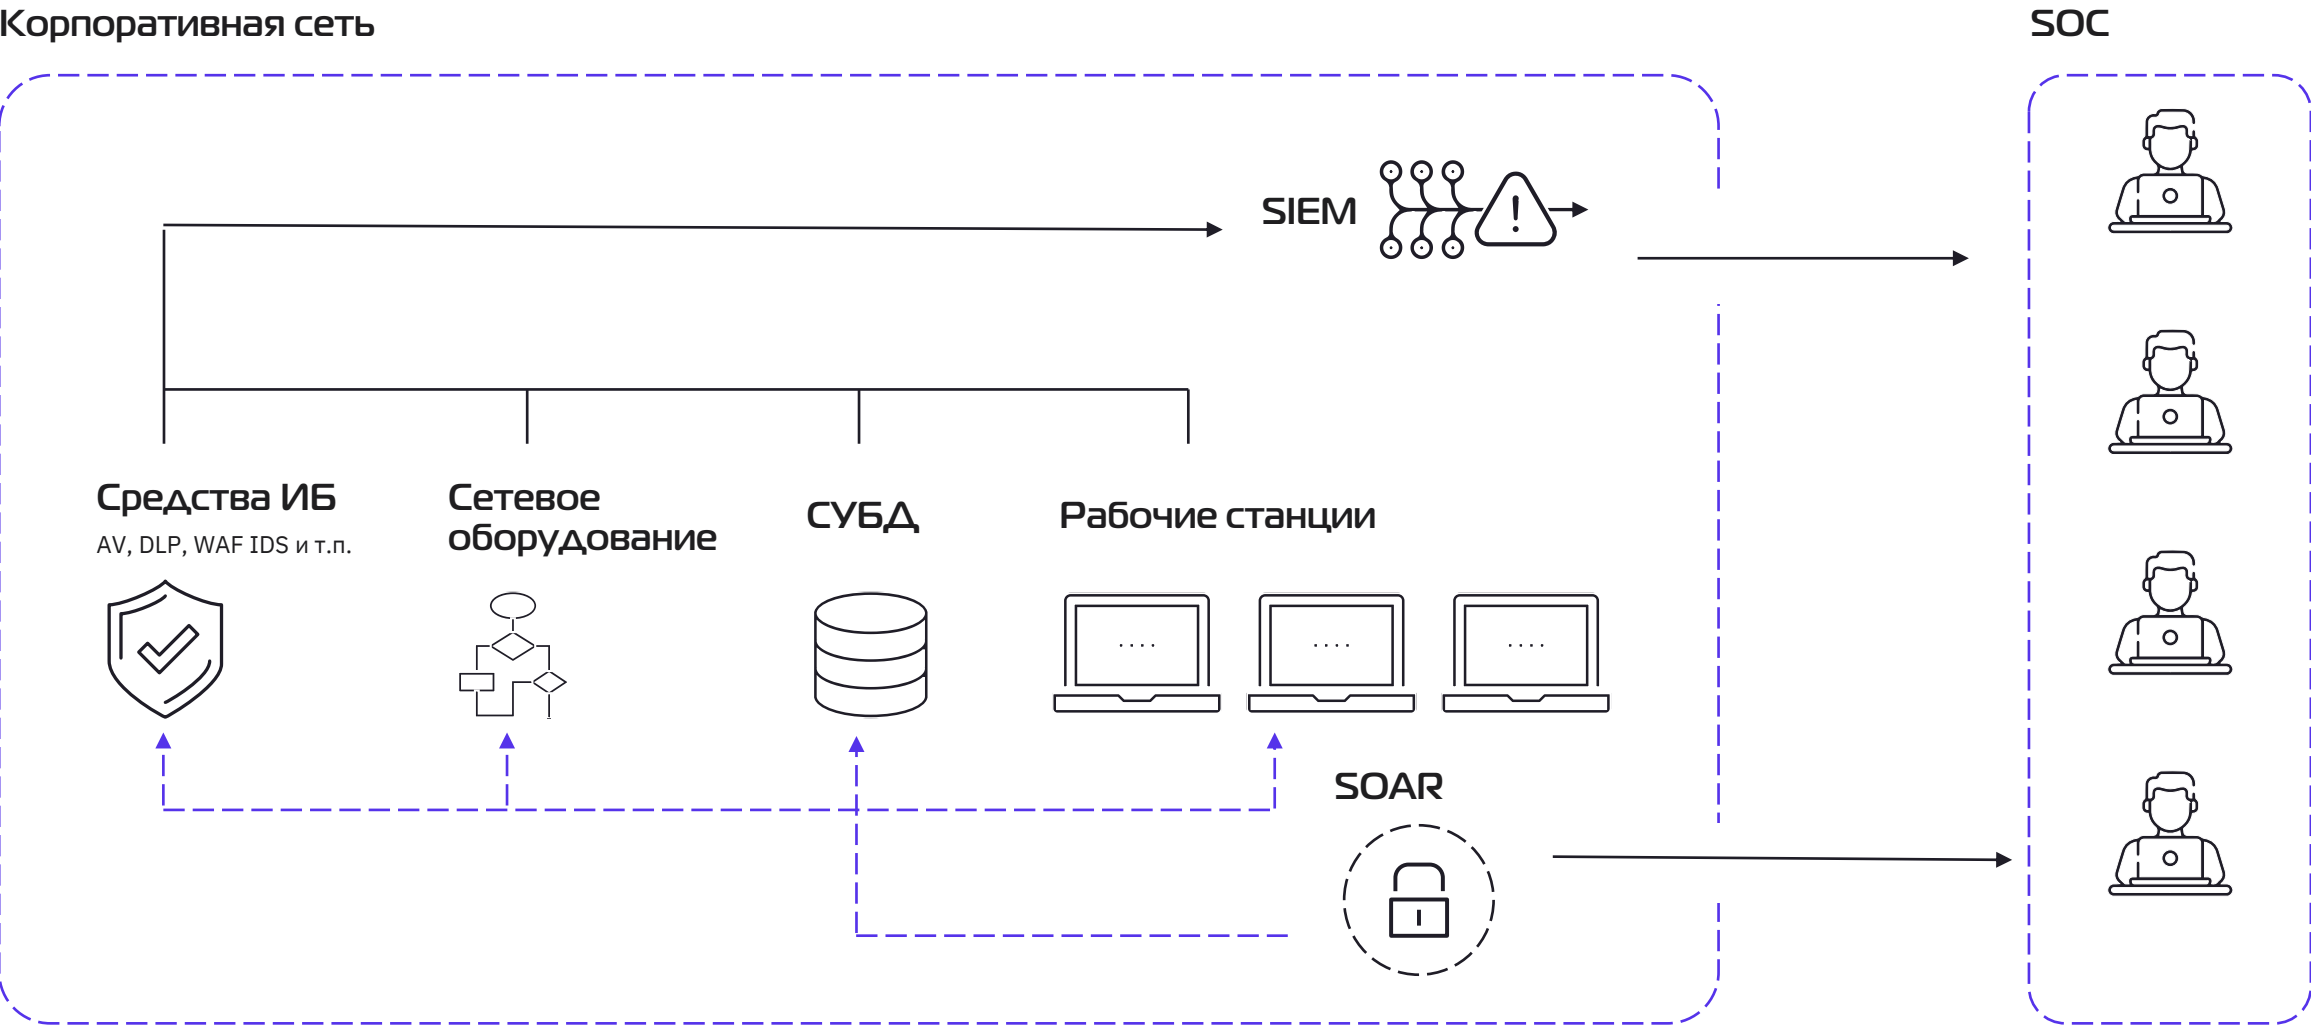 Корпоративная сеть
SOC
SIEM
Средства ИБ
AV, DLP, WAF IDS и т.п.
Сетевое
оборудование
СУБД
Рабочие станции
SOAR